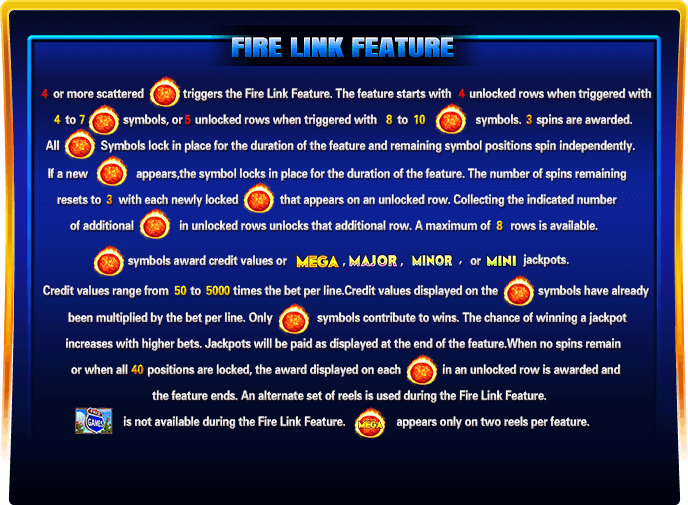 FIRE LINK FEATURE
4 or more scattered triggers the Fire Link Feature. The feature starts with 4 unlocked rows when triggered with
4 to 7 symbols, or 5 unlocked rows when triggered with 8 to 10 symbols. 3 spins are awarded.
All Symbols lock in place for the duration of the feature and remaining symbol positions spin independently.
If a new appears,the symbol locks in place for the duration of the feature. The number of spins remaining
resets to 3 with each newly locked that appears on an unlocked row. Collecting the indicated number
of additional in unlocked rows unlocks that additional row. A maximum of 8 rows is available.
symbols award credit values or MEGA, MAJOR, MINOR, or MINI jackpots.
Credit values range from 50 to 5000 times the bet per line.Credit values displayed on the symbols have already
been multiplied by the bet per line. Only symbols contribute to wins. The chance of winning a jackpot
increases with higher bets. Jackpots will be paid as displayed at the end of the feature.When no spins remain
or when all 40 positions are locked, the award displayed on each in an unlocked row is awarded and
the feature ends. An alternate set of reels is used during the Fire Link Feature.
FREE GAMES is not available during the Fire Link Feature. MEGA appears only on two reels per feature.